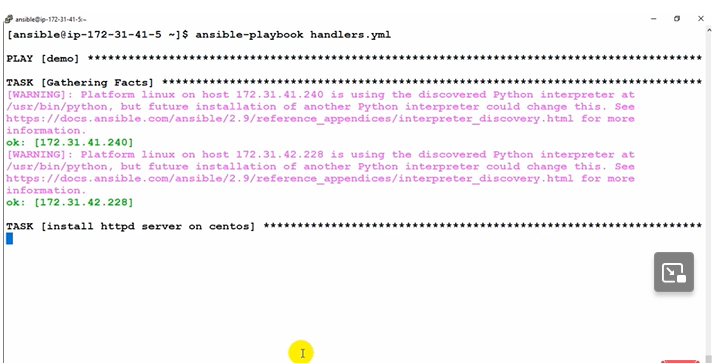 ansible@ip-172-31-41-5:~
[ansible@ip-172-31-41-5 ~]$ ansible-playbook handlers.yml
PLAY [demo] *********************************************************************************
TASK [Gathering Facts] **********************************************************************
[WARNING]: Platform linux on host 172.31.41.240 is using the discovered Python interpreter at
/usr/bin/python, but future installation of another Python interpreter could change this. See
https://docs.ansible.com/ansible/2.9/reference_appendices/interpreter_discovery.html for more
information.
ok: [172.31.41.240]
[WARNING]: Platform linux on host 172.31.42.228 is using the discovered Python interpreter at
/usr/bin/python, but future installation of another Python interpreter could change this. See
https://docs.ansible.com/ansible/2.9/reference_appendices/interpreter_discovery.html for more
information.
ok: [172.31.42.228]
TASK [install httpd server on centos] *******************************************************